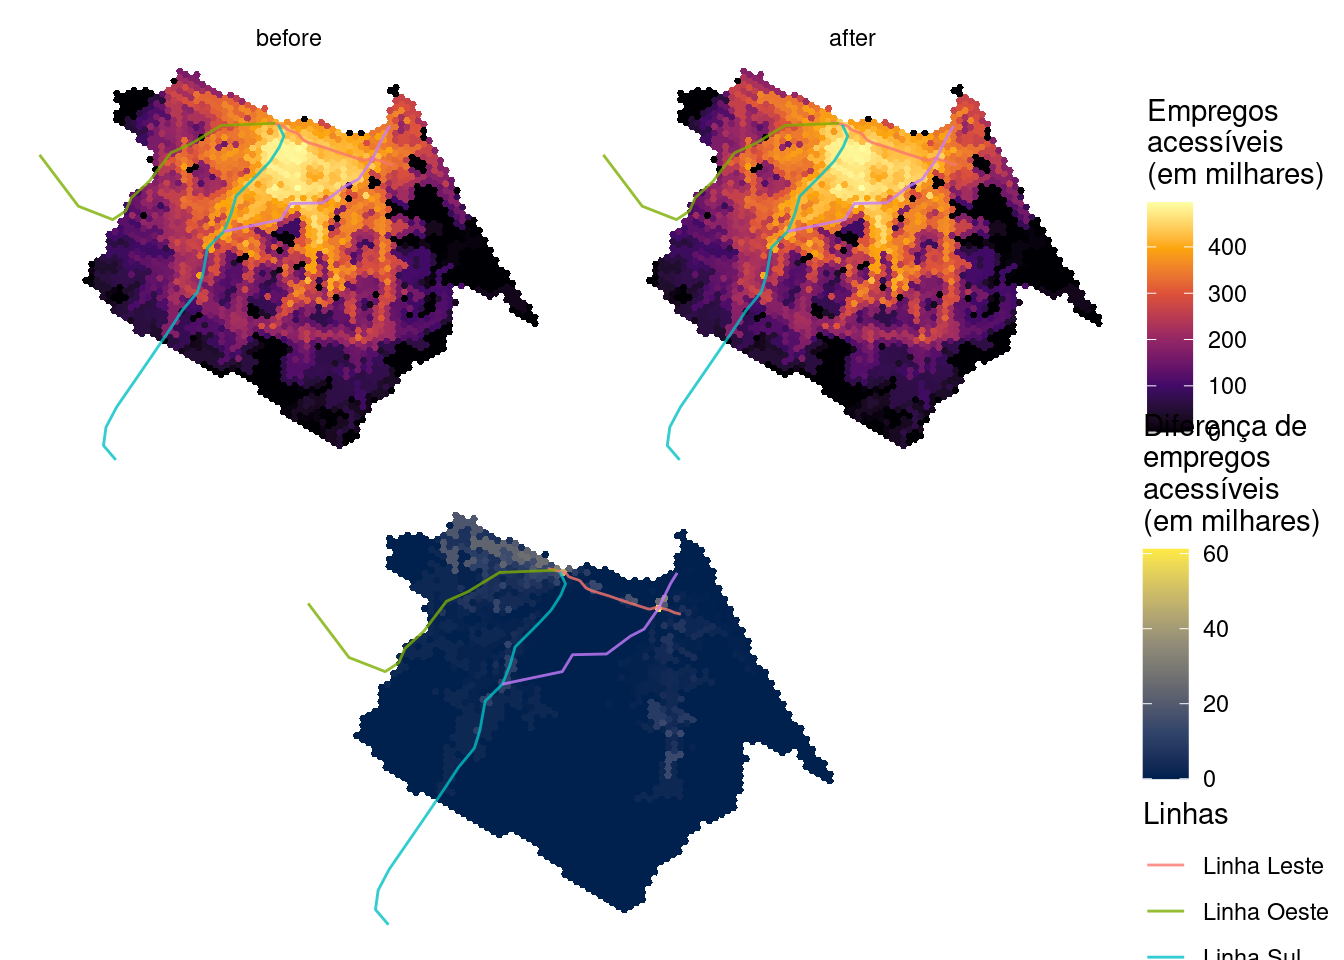 before
after
Empregos
acessíveis
(em milhares)
400
300
200
100
0
Diferença de
empregos
acessíveis
(em milhares)
60
40
20
0
Linhas
Linha Leste
Linha Oeste
Linha Sul